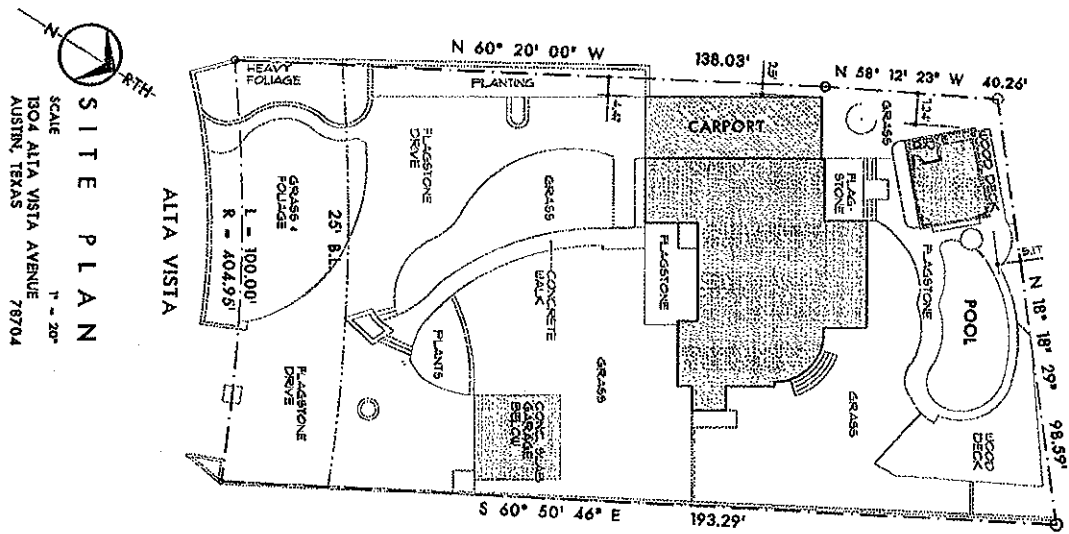 N 60° 20' 00" W
138.03'
N 58° 12' 23" W
40.26'
HEAVY
FOLIAGE
PLANTING
4.4'
CARPORT
GRASS
WOOD DECK
FLAGSTONE
DRIVE
GRASS
FLAG-
STONE
FLAGSTONE
N 18° 18' 29"
98.59'
POOL
GRASS &
FOLIAGE
L = 100.00'
R = 404.95'
25' B.L.
FLAGSTONE
CONCRETE
WALK
PLANTS
GRASS
GRASS
WOOD
DECK
FLAGSTONE
DRIVE
CONC. SLAB
GARAGE
BELOW
S 60° 50' 46" E
193.29'
ALTA VISTA
NORTH
SITE PLAN
SCALE 1" = 20'
1304 ALTA VISTA AVENUE
AUSTIN, TEXAS 78704